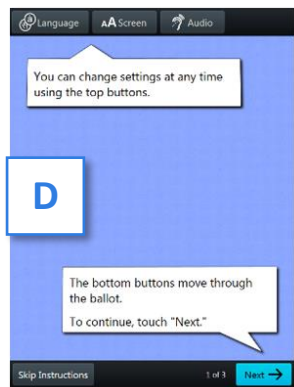 Language AA Screen Audio
You can change settings at any time
using the top buttons.
D
The bottom buttons move through
the ballot.
To continue, touch "Next."
Skip Instructions 1 of 3 Next →